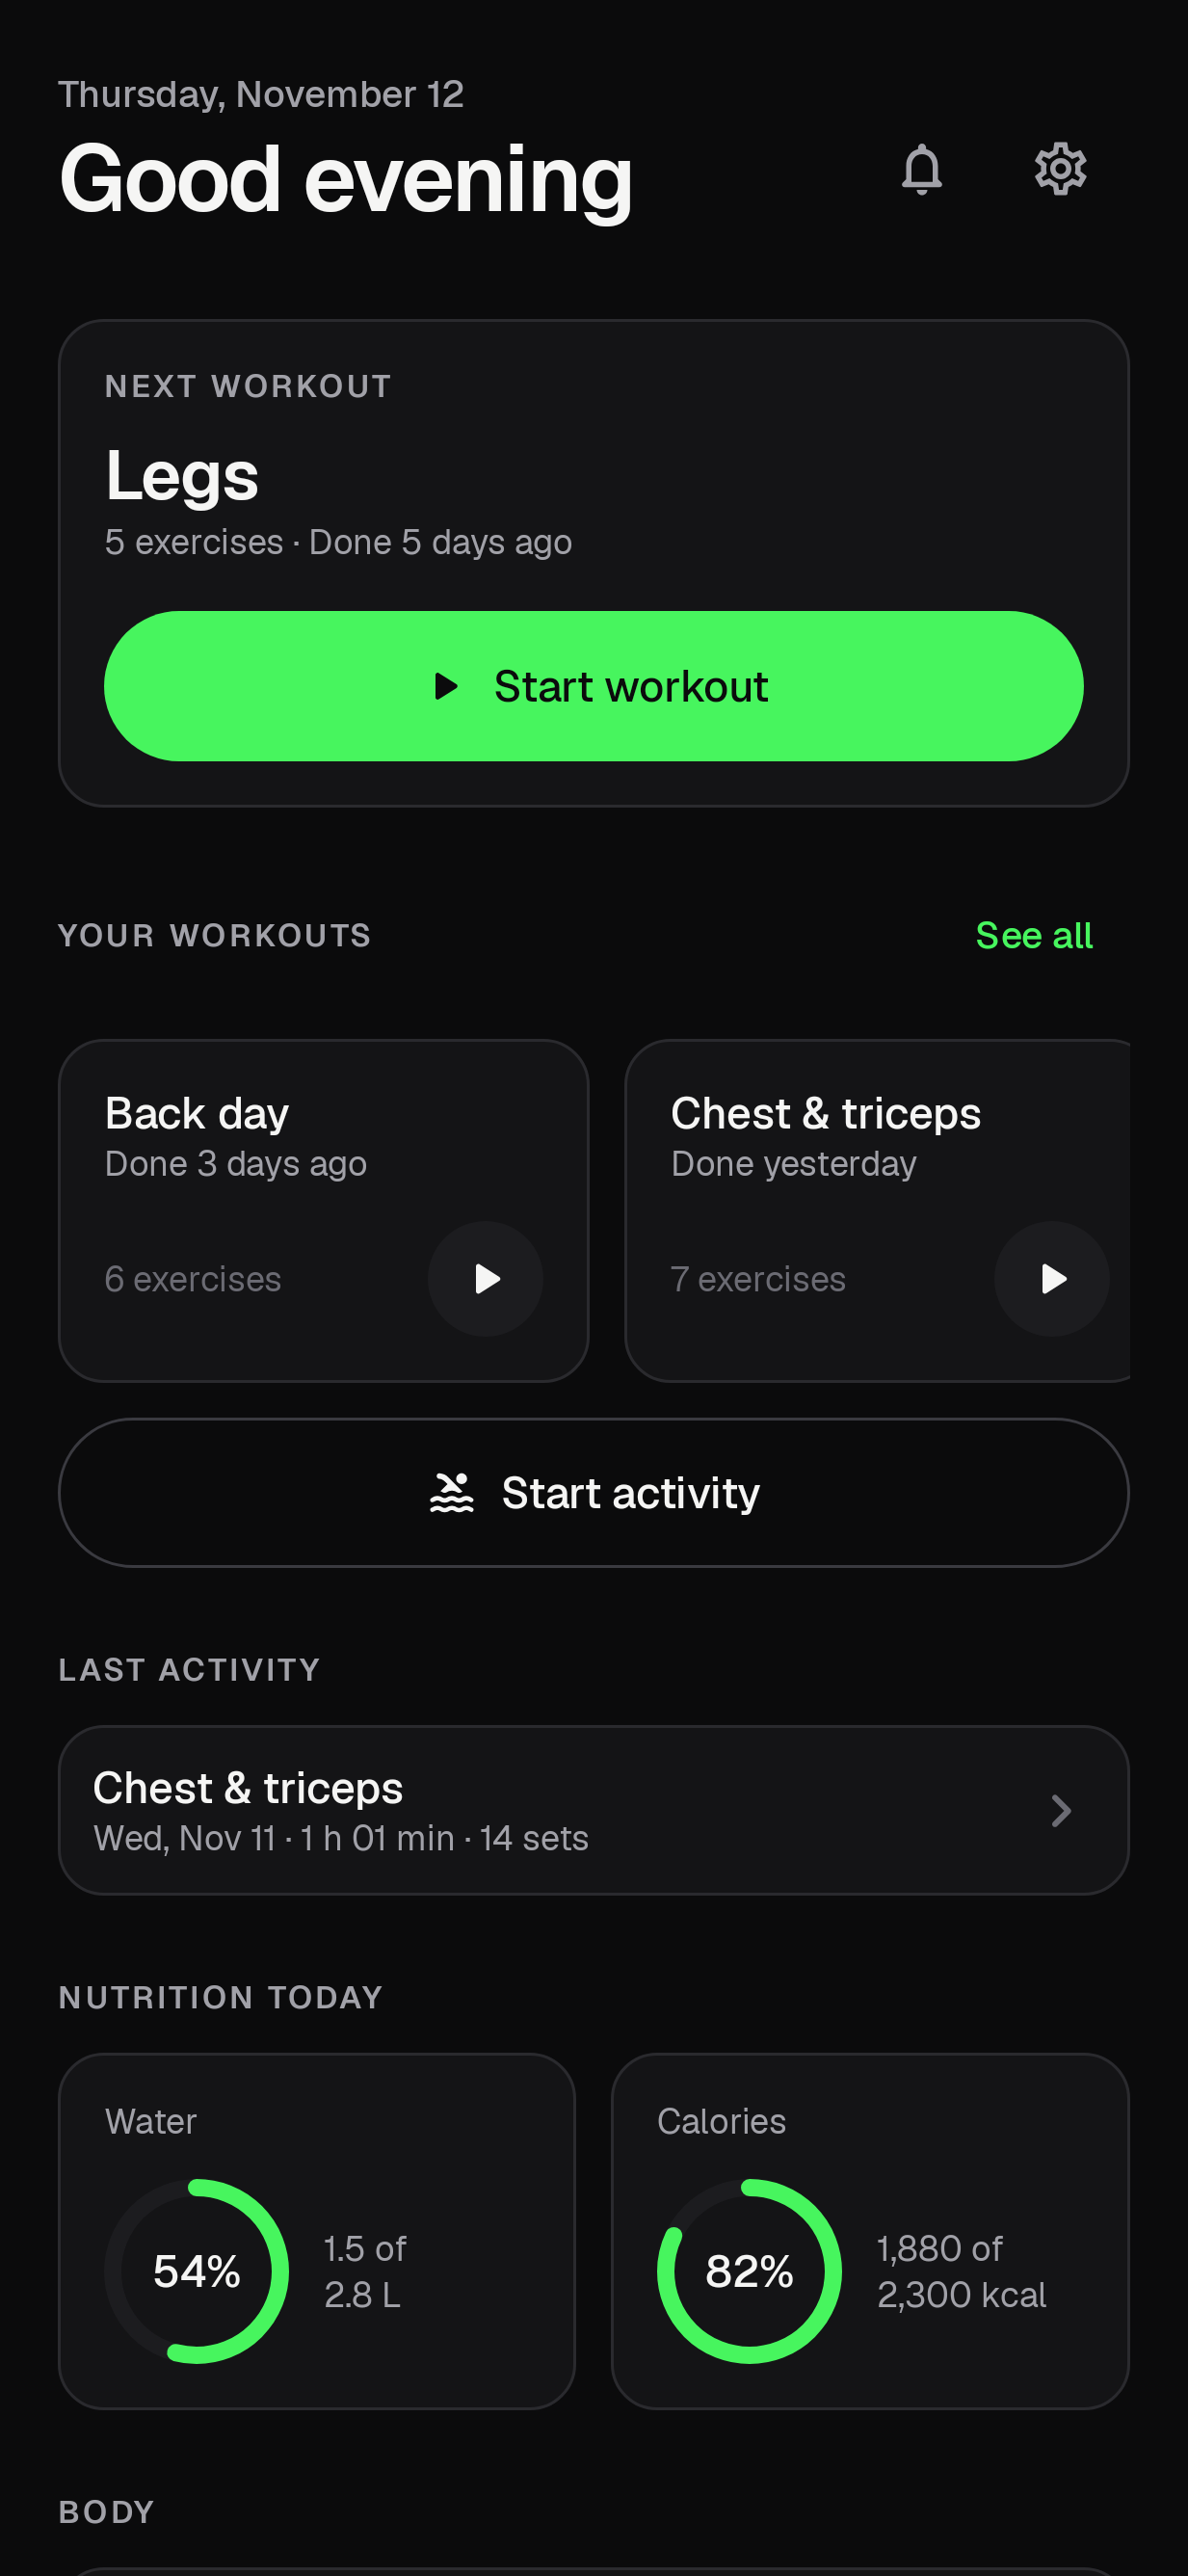 Thursday, November 12
Good evening
NEXT WORKOUT
Legs
5 exercises · Done 5 days ago
Start workout
YOUR WORKOUTS
See all
Back day
Done 3 days ago
6 exercises
Chest & triceps
Done yesterday
7 exercises
Start activity
LAST ACTIVITY
Chest & triceps
Wed, Nov 11 · 1 h 01 min · 14 sets
NUTRITION TODAY
Water
54%
1.5 of
2.8 L
Calories
82%
1,880 of
2,300 kcal
BODY